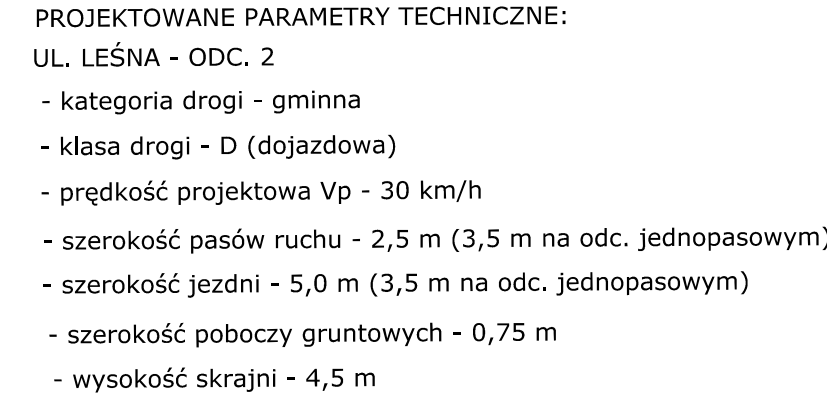 PROJEKTOWANE PARAMETRY TECHNICZNE:
UL. LEŚNA - ODC. 2
- kategoria drogi - gminna
- klasa drogi - D (dojazdowa)
- prędkość projektowa Vp - 30 km/h
- szerokość pasów ruchu - 2,5 m (3,5 m na odc. jednopasowym)
- szerokość jezdni - 5,0 m (3,5 m na odc. jednopasowym)
- szerokość poboczy gruntowych - 0,75 m
- wysokość skrajni - 4,5 m